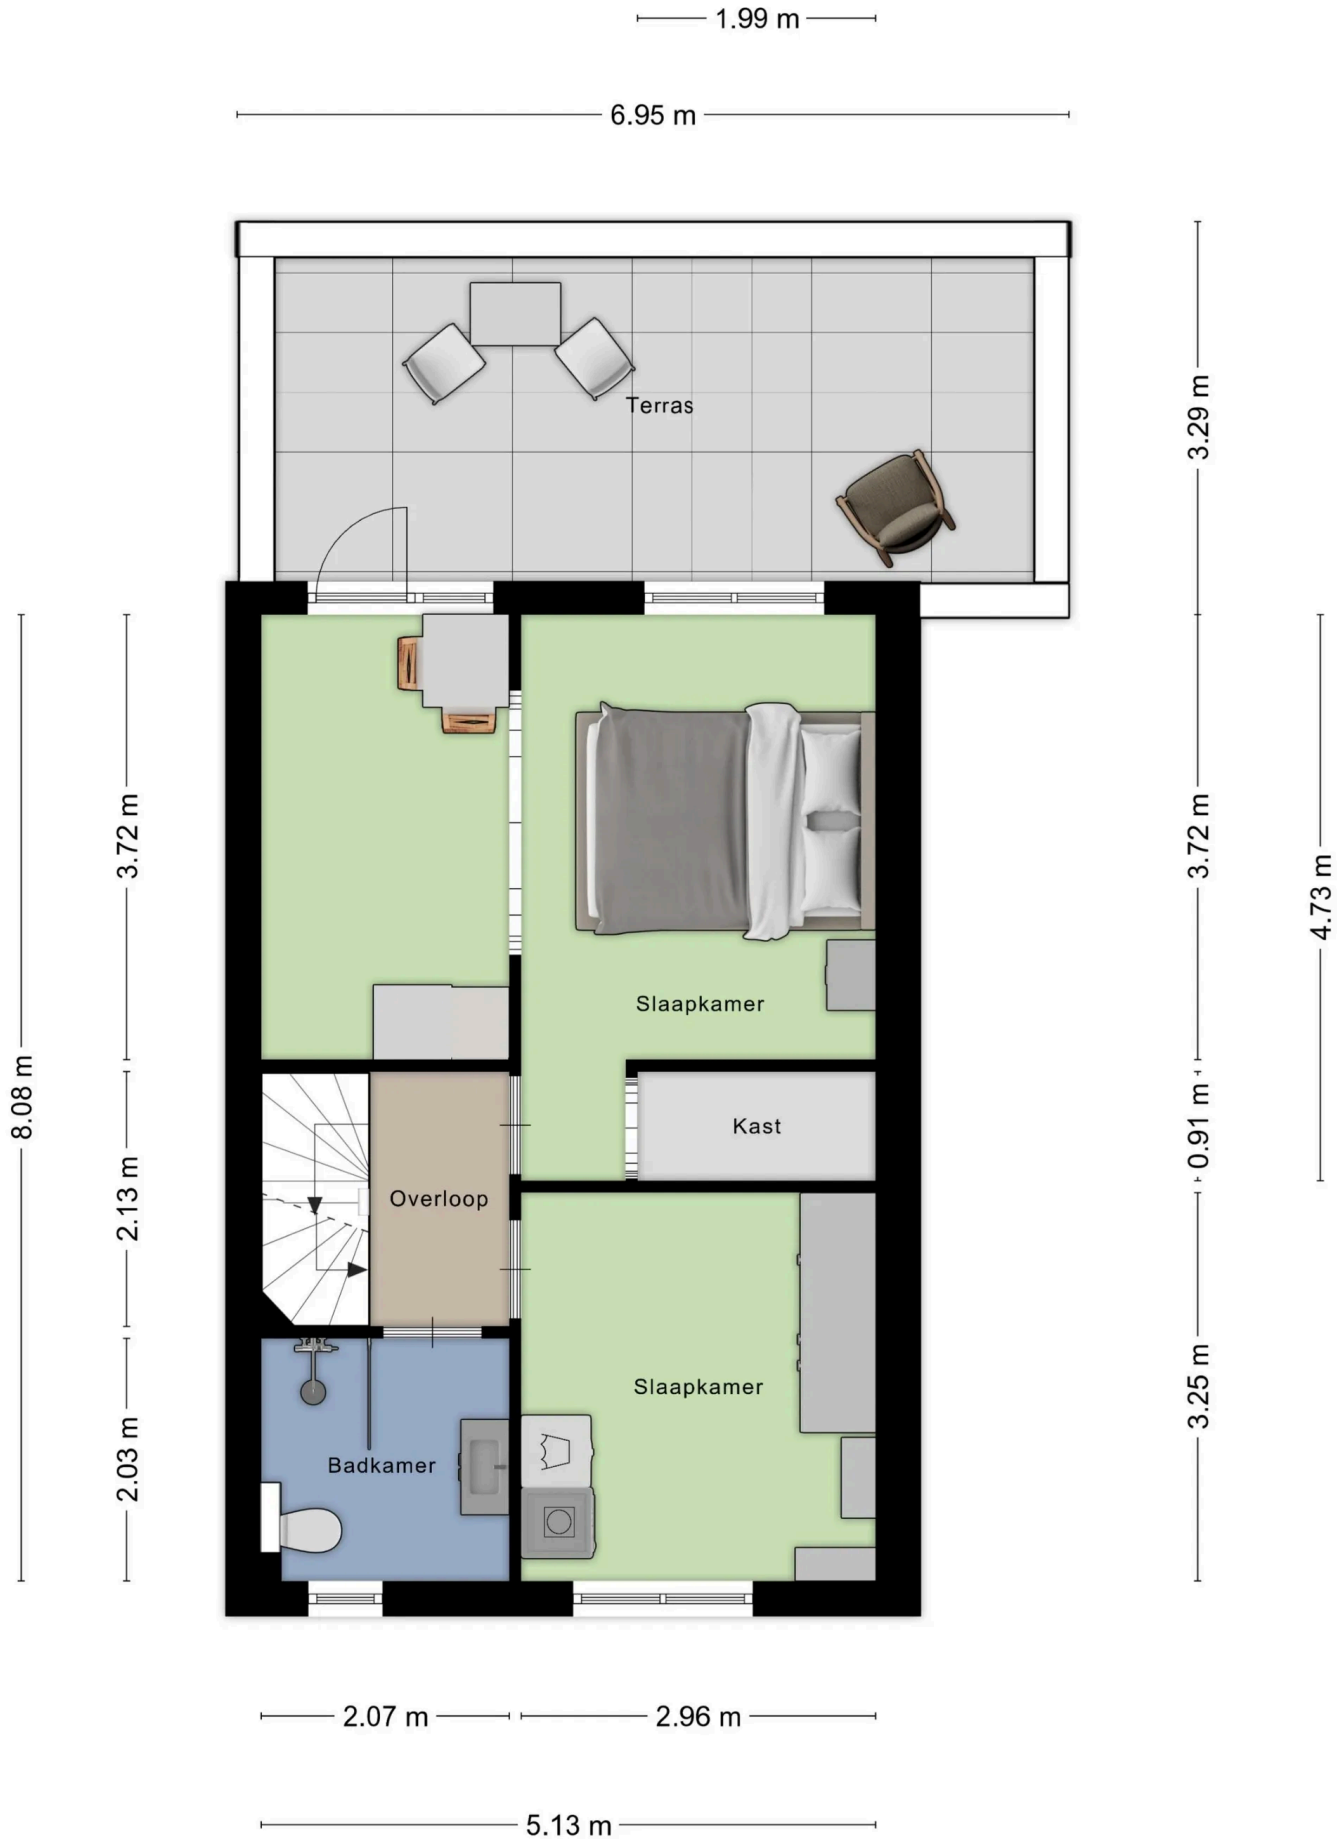 1.99 m
6.95 m
Terras
3.29 m
3.72 m
3.72 m
4.73 m
Slaapkamer
8.08 m
0.91 m
Kast
2.13 m
Overloop
Slaapkamer
3.25 m
2.03 m
Badkamer
2.07 m
2.96 m
5.13 m